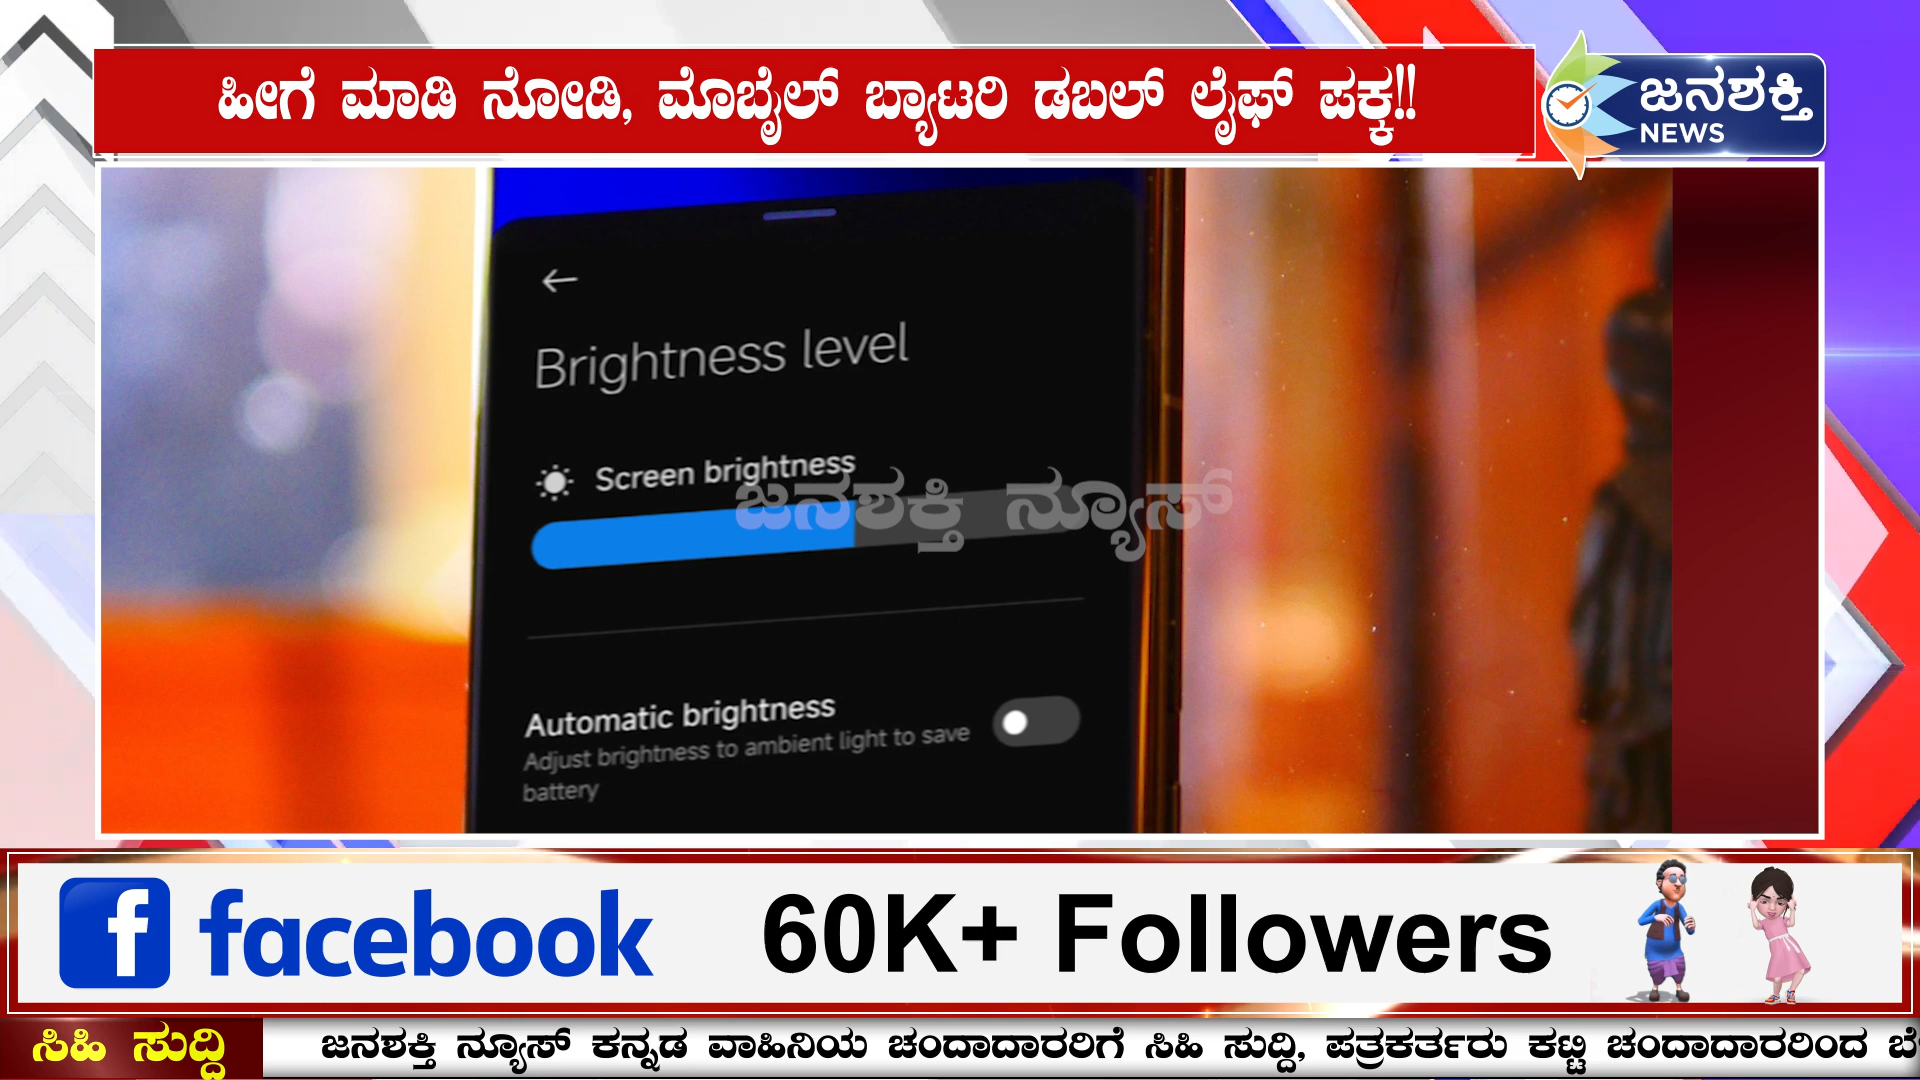 ಹೀಗೆ ಮಾಡಿ ನೋಡಿ, ಮೊಬೈಲ್ ಬ್ಯಾಟರಿ ಡಬಲ್ ಲೈಫ್ ಪಕ್ಕ!!
ಜನಶಕ್ತಿ
NEWS
Brightness level
Screen brightness
ಜನಶಕ್ತಿ ನ್ಯೂಸ್
Automatic brightness
Adjust brightness to ambient light to save
battery
f facebook 60K+ Followers
ಸಿಹಿ ಸುದ್ದಿ ಜನಶಕ್ತಿ ನ್ಯೂಸ್ ಕನ್ನಡ ವಾಹಿನಿಯ ಚಂದಾದಾರರಿಗೆ ಸಿಹಿ ಸುದ್ದಿ, ಪತ್ರಕರ್ತರು ಕಟ್ಟಿ ಚಂದಾದಾರರಿಂದ